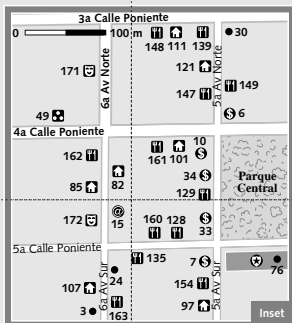 3a Calle Poniente
0 100 m
148 111 139
30
171
6a Av Norte
121
5a Av Norte
149
147
6
49
4a Calle Poniente
162
161 101
10
34
85
82
129
Parque
Central
172
@
15
160 128
33
5a Calle Poniente
135
7
76
24
107
6a Av Sur
154
5a Av Sur
3
163
97
Inset